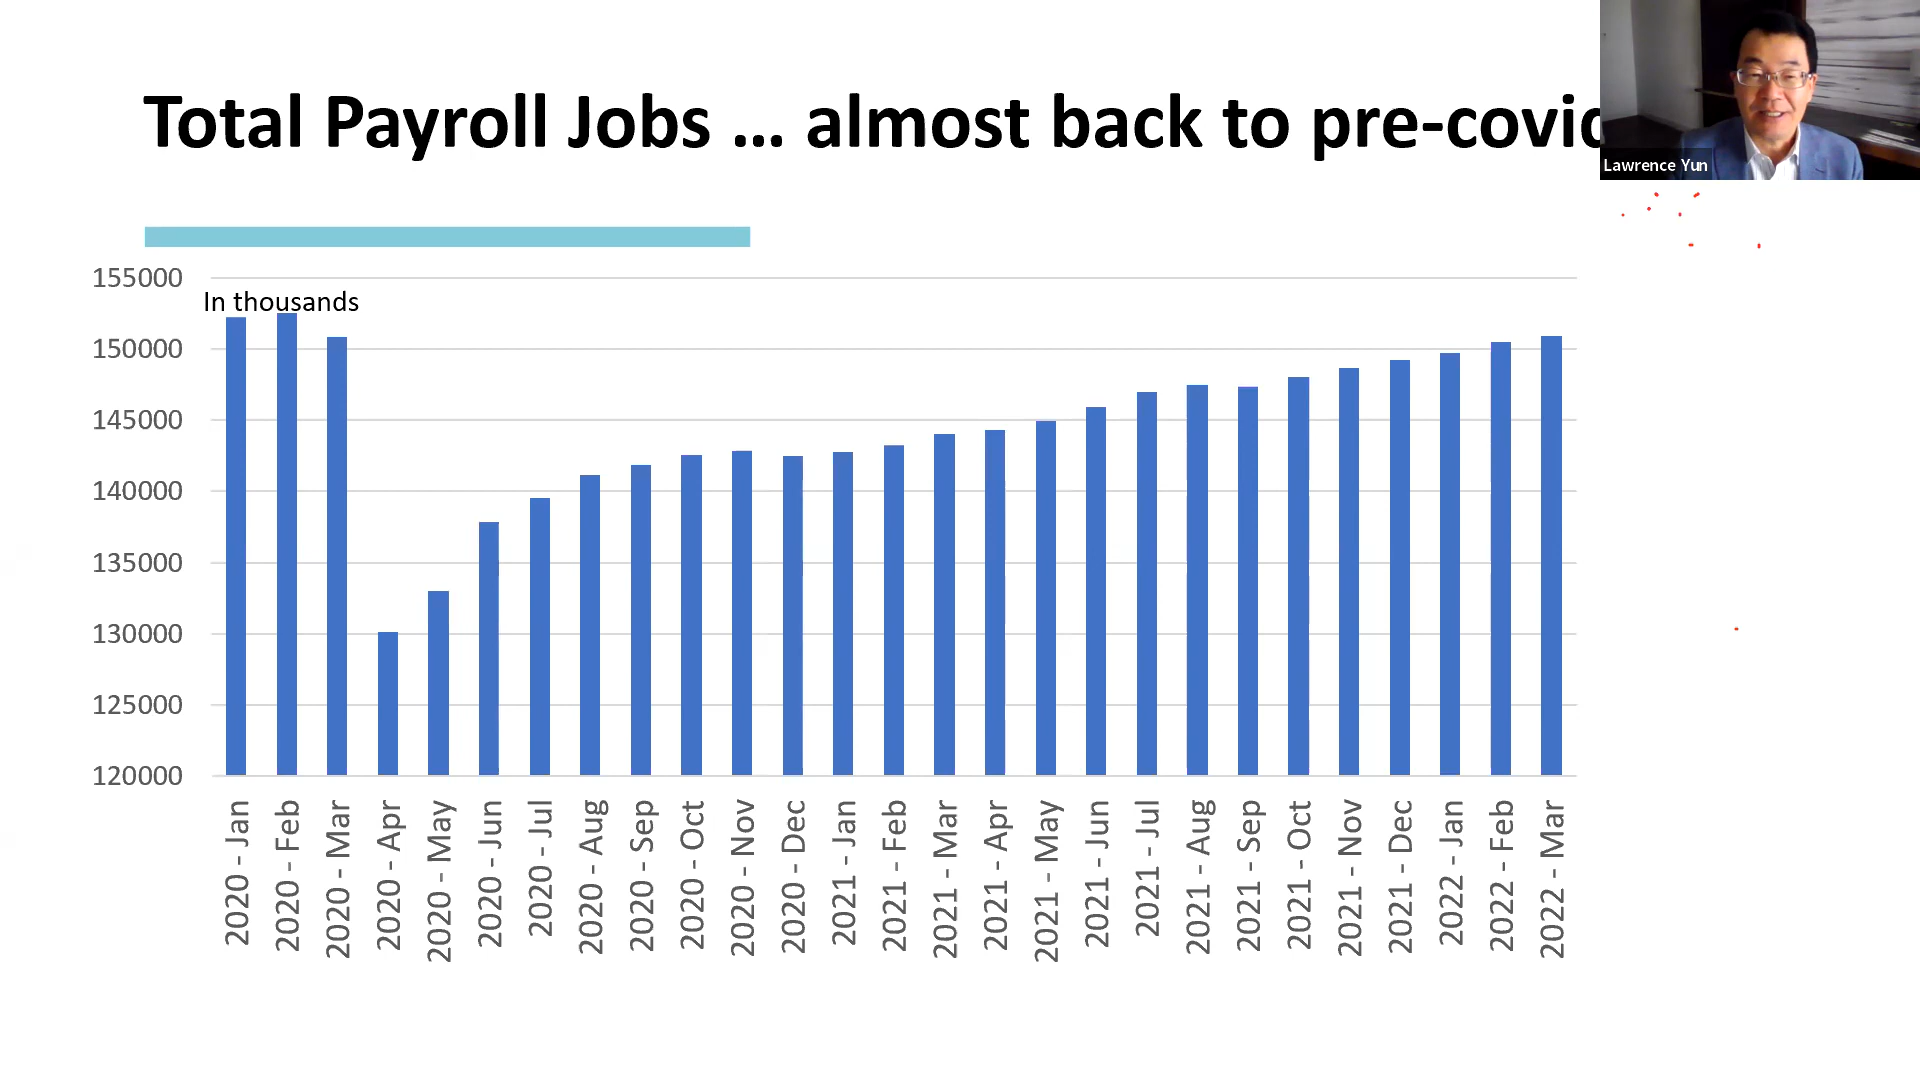 Total Payroll Jobs … almost back to pre-covid
Lawrence Yun
155000
In thousands
150000
145000
140000
135000
130000
125000
120000
2020 - Jan
2020 - Feb
2020 - Mar
2020 - Apr
2020 - May
2020 - Jun
2020 - Jul
2020 - Aug
2020 - Sep
2020 - Oct
2020 - Nov
2020 - Dec
2021 - Jan
2021 - Feb
2021 - Mar
2021 - Apr
2021 - May
2021 - Jun
2021 - Jul
2021 - Aug
2021 - Sep
2021 - Oct
2021 - Nov
2021 - Dec
2022 - Jan
2022 - Feb
2022 - Mar